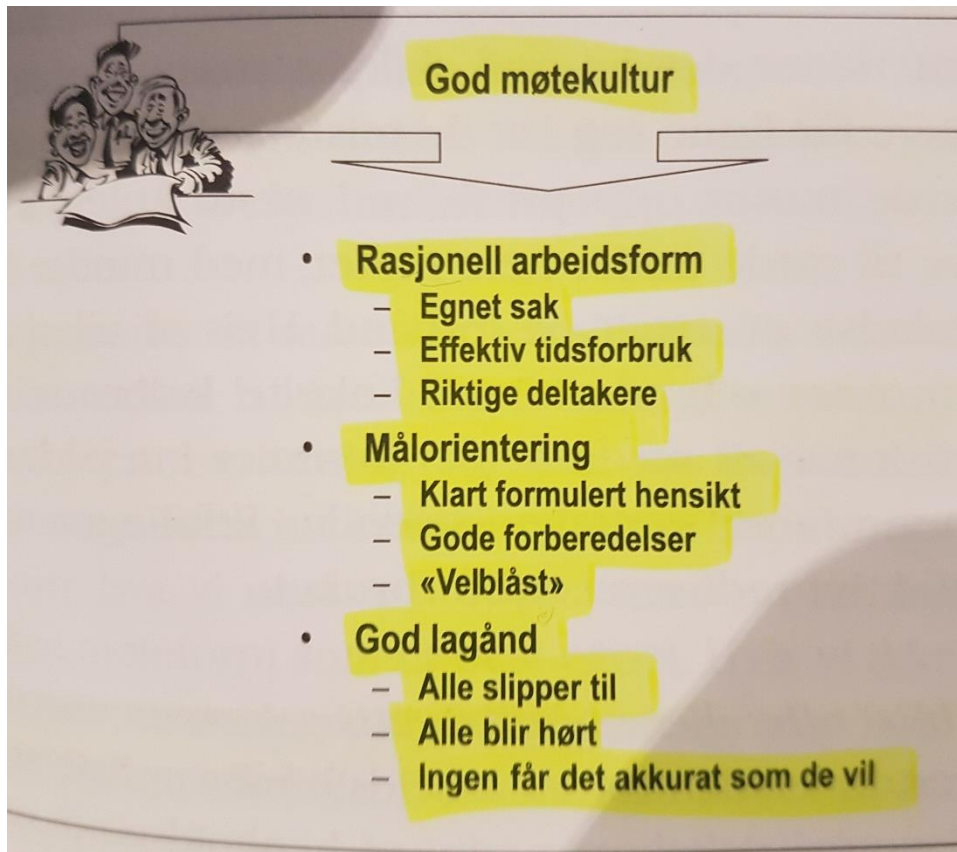 God møtekultur
• Rasjonell arbeidsform
– Egnet sak
– Effektiv tidsforbruk
– Riktige deltakere
• Målorientering
– Klart formulert hensikt
– Gode forberedelser
– «Velblåst»
• God lagånd
– Alle slipper til
– Alle blir hørt
– Ingen får det akkurat som de vil